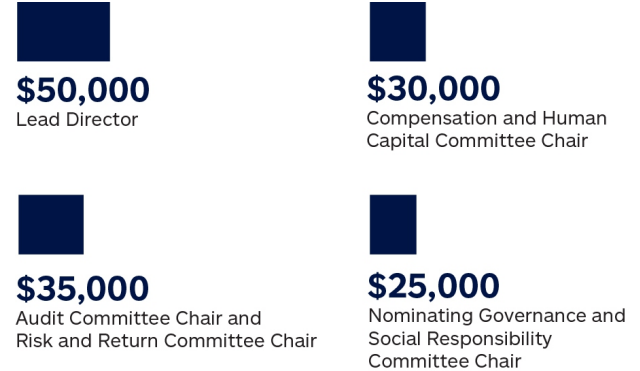 $50,000
Lead Director
$30,000
Compensation and Human
Capital Committee Chair
$35,000
Audit Committee Chair and
Risk and Return Committee Chair
$25,000
Nominating Governance and
Social Responsibility
Committee Chair